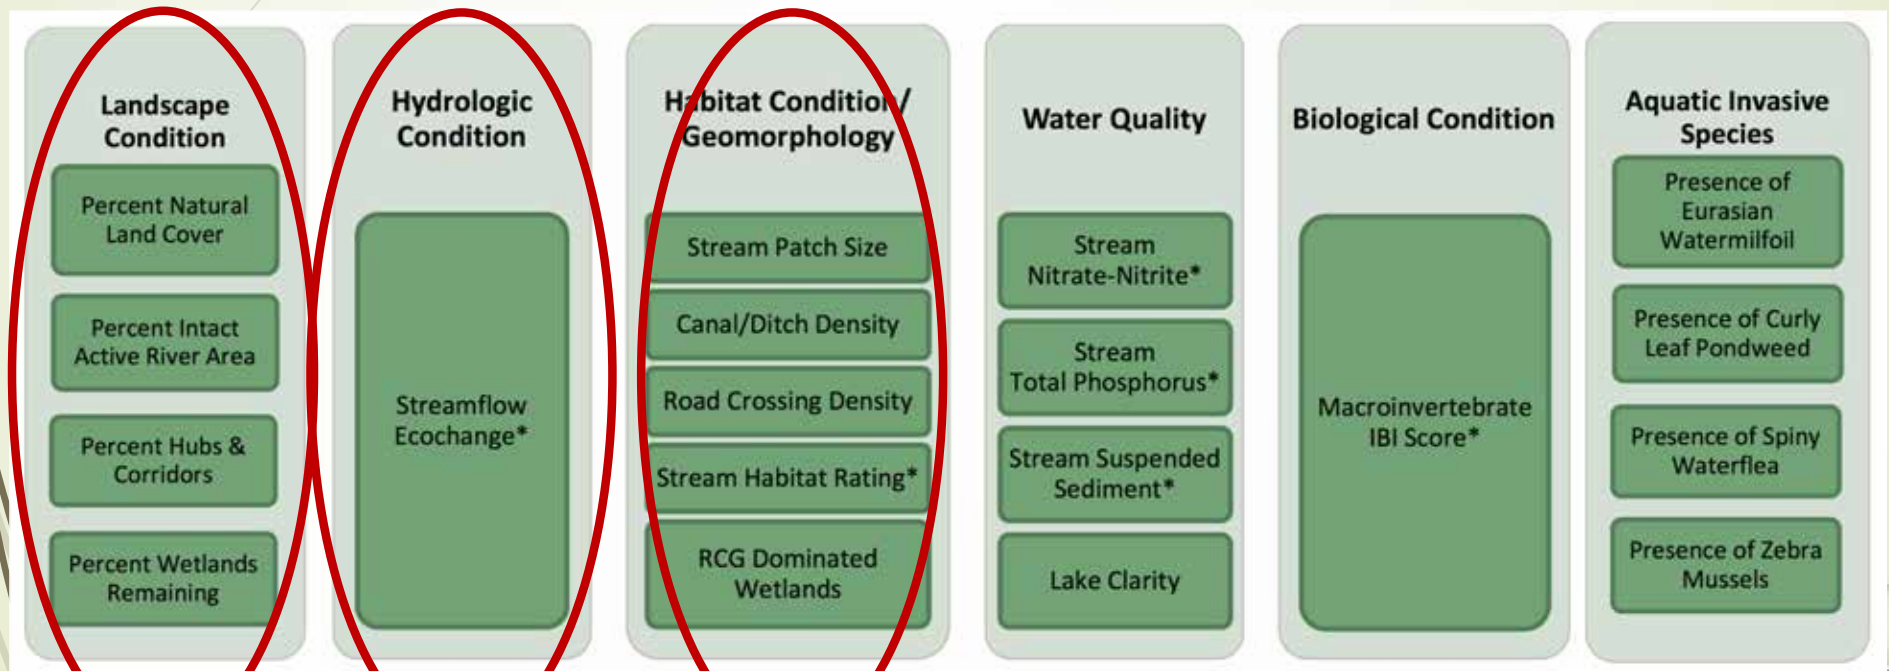 Landscape
Condition
Percent Natural
Land Cover
Percent Intact
Active River Area
Percent Hubs &
Corridors
Percent Wetlands
Remaining
Hydrologic
Condition
Streamflow
Ecochange*
Habitat Condition/
Geomorphology
Stream Patch Size
Canal/Ditch Density
Road Crossing Density
Stream Habitat Rating*
RCG Dominated
Wetlands
Water Quality
Stream
Nitrate-Nitrite*
Stream
Total Phosphorus*
Stream Suspended
Sediment*
Lake Clarity
Biological Condition
Macroinvertebrate
IBI Score*
Aquatic Invasive
Species
Presence of
Eurasian
Watermilfoil
Presence of Curly
Leaf Pondweed
Presence of Spiny
Waterflea
Presence of Zebra
Mussels